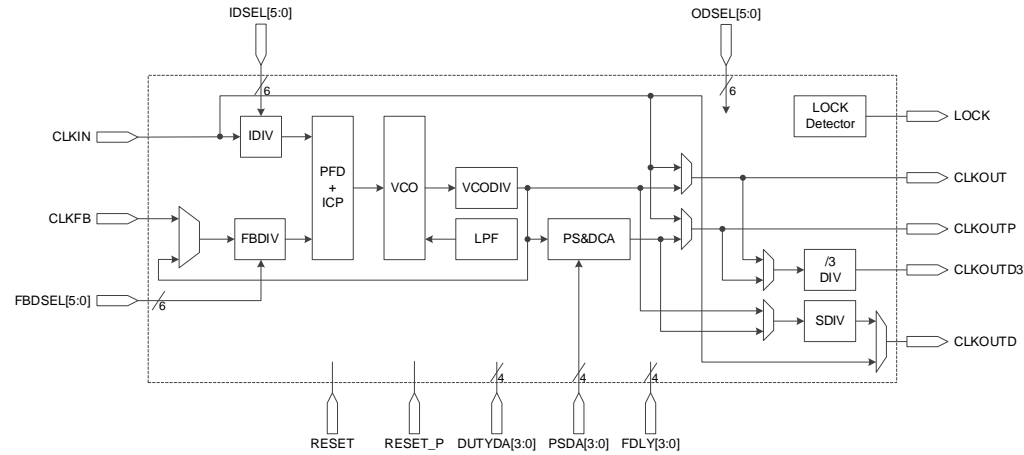 IDSEL[5:0]
ODSEL[5:0]
6
6
CLKIN
IDIV
LOCK
Detector
LOCK
PFD
+
ICP
VCO
VCODIV
CLKOUT
CLKFB
FBDIV
LPF
PS&DCA
CLKOUTP
/3
DIV
CLKOUTD3
FBDSEL[5:0]
6
SDIV
CLKOUTD
4
4
4
RESET
RESET_P
DUTYDA[3:0]
PSDA[3:0]
FDLY[3:0]